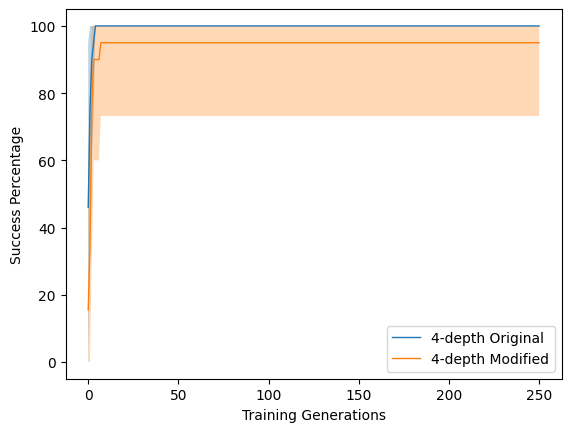 100
80
60
40
20
0
Success Percentage
0 50 100 150 200 250
Training Generations
4-depth Original
4-depth Modified